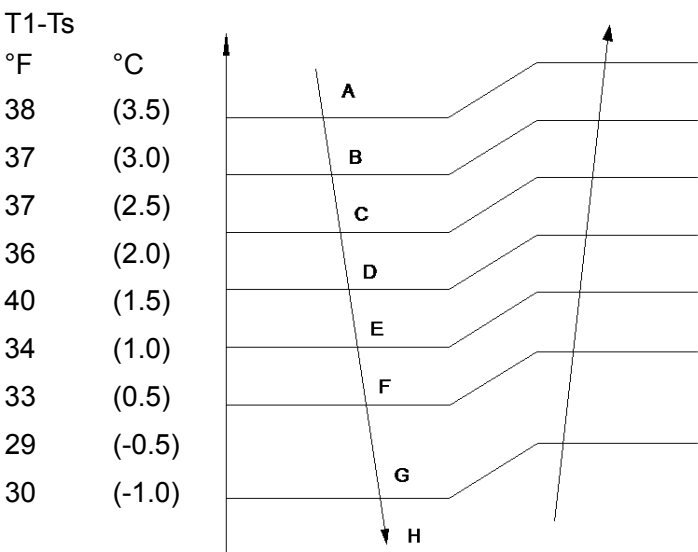 T1-Ts
°F °C
38 (3.5)
37 (3.0)
37 (2.5)
36 (2.0)
40 (1.5)
34 (1.0)
33 (0.5)
29 (-0.5)
30 (-1.0)
A
B
C
D
E
F
G
H